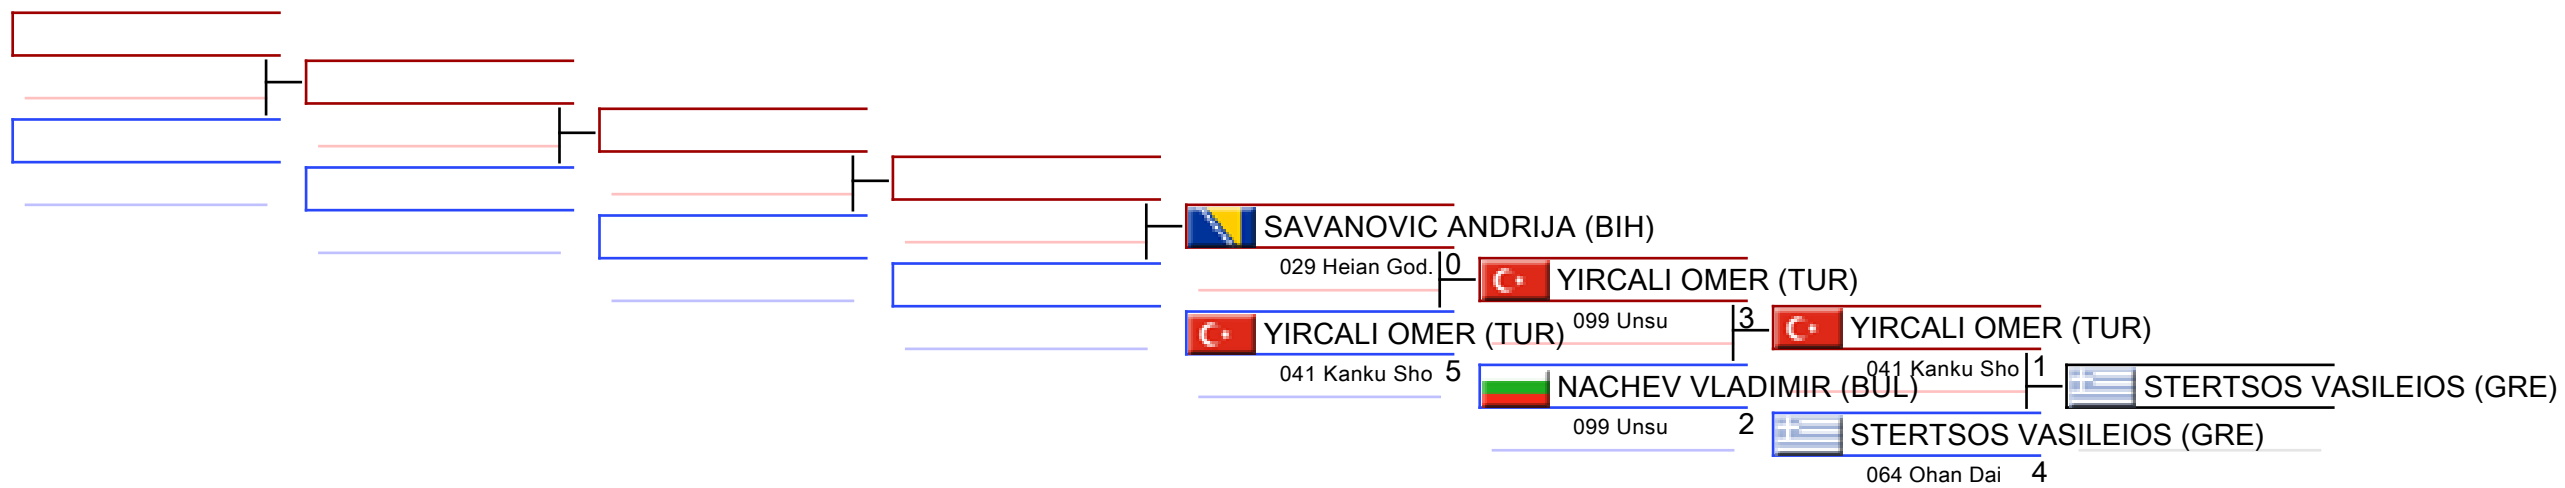 SAVANOVIC ANDRIJA (BIH)
029 Heian God. 0
YIRCALI OMER (TUR)
041 Kanku Sho 5
YIRCALI OMER (TUR)
099 Unsu 3
NACHEV VLADIMIR (BUL)
099 Unsu 2
YIRCALI OMER (TUR)
041 Kanku Sho 1
STERTSOS VASILEIOS (GRE)
064 Ohan Dai 4
STERTSOS VASILEIOS (GRE)